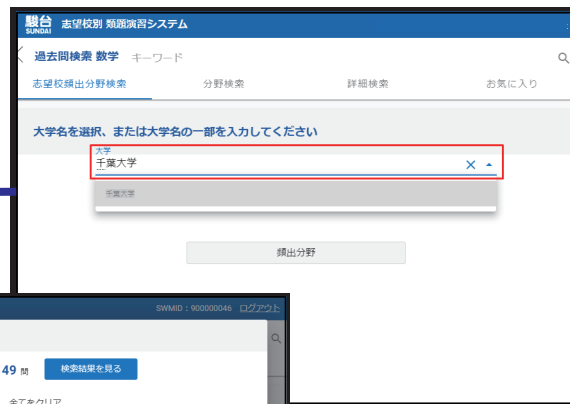 駿台 志望校別 類題演習システム
SUNDAI
過去問検索 数学 キーワード
志望校頻出分野検索 分野検索 詳細検索 お気に入り
大学名を選択、または大学名の一部を入力してください
大学
千葉大学
千葉大学
頻出分野
SWMID：900000046 ログアウト
49 問 検索結果を見る
全てをクリア